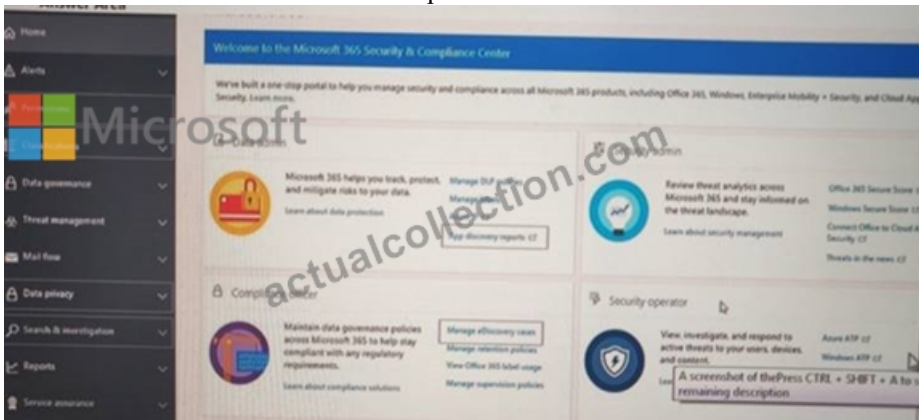 Answer Area
Home
Alerts
Permissions
Classifications
Data governance
Threat management
Mail flow
Data privacy
Search & investigation
Reports
Service assurance
Microsoft
actualcollection.com
Welcome to the Microsoft 365 Security & Compliance Center
We've built a one-stop portal to help you manage security and compliance across all Microsoft 365 products, including Office 365, Windows, Enterprise Mobility + Security, and Cloud App
Security. Learn more.
Data admin
Microsoft 365 helps you track, protect,
and mitigate risks to your data.
Learn about data protection
Manage DLP policies
Manage
App discovery reports
Security admin
Review threat analytics across
Microsoft 365 and stay informed on
the threat landscape.
Learn about security management
Office 365 Secure Score
Windows Secure Score
Connect Office to Cloud A
Security
Threats in the news
Compliance center
Maintain data governance policies
across Microsoft 365 to help stay
compliant with any regulatory
requirements.
Learn about compliance solutions
Manage eDiscovery cases
Manage retention policies
View Office 365 label usage
Manage supervision policies
Security operator
View, investigate, and respond to
active threats to your users, devices,
and content.
Azure ATP
Windows ATP
A screenshot of thePress CTRL + SHIFT + A to s
remaining description